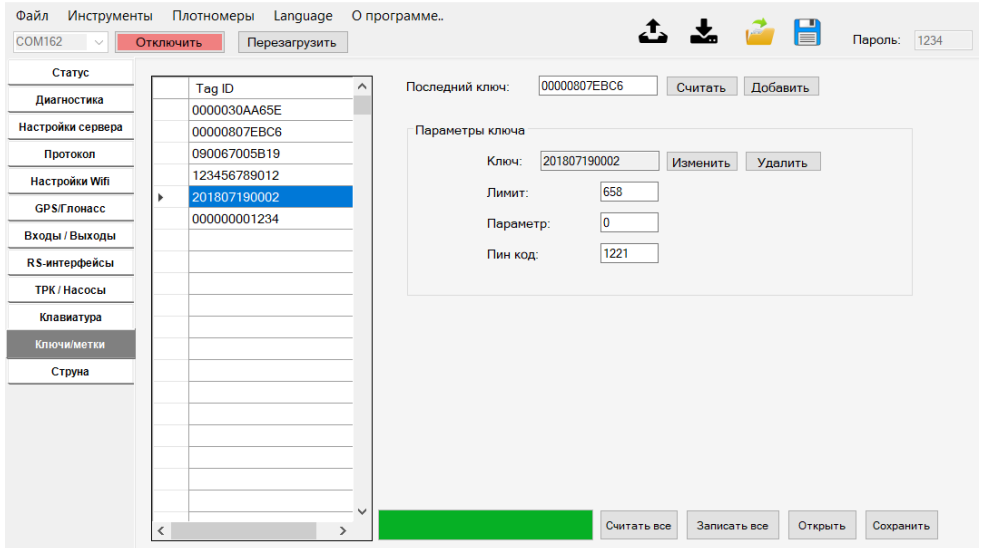 Файл Инструменты Плотномеры Language О программе..
COM162 Отключить Перезагрузить Пароль: 1234
Статус
Диагностика
Настройки сервера
Протокол
Настройки Wifi
GPS/Глонасс
Входы / Выходы
RS-интерфейсы
ТРК / Насосы
Клавиатура
Ключи/метки
Струна
Tag ID
0000030AA65E
00000807EBC6
090067005B19
123456789012
201807190002
000000001234
Последний ключ: 00000807EBC6 Считать Добавить
Параметры ключа
Ключ: 201807190002 Изменить Удалить
Лимит: 658
Параметр: 0
Пин код: 1221
Считать все Записать все Открыть Сохранить